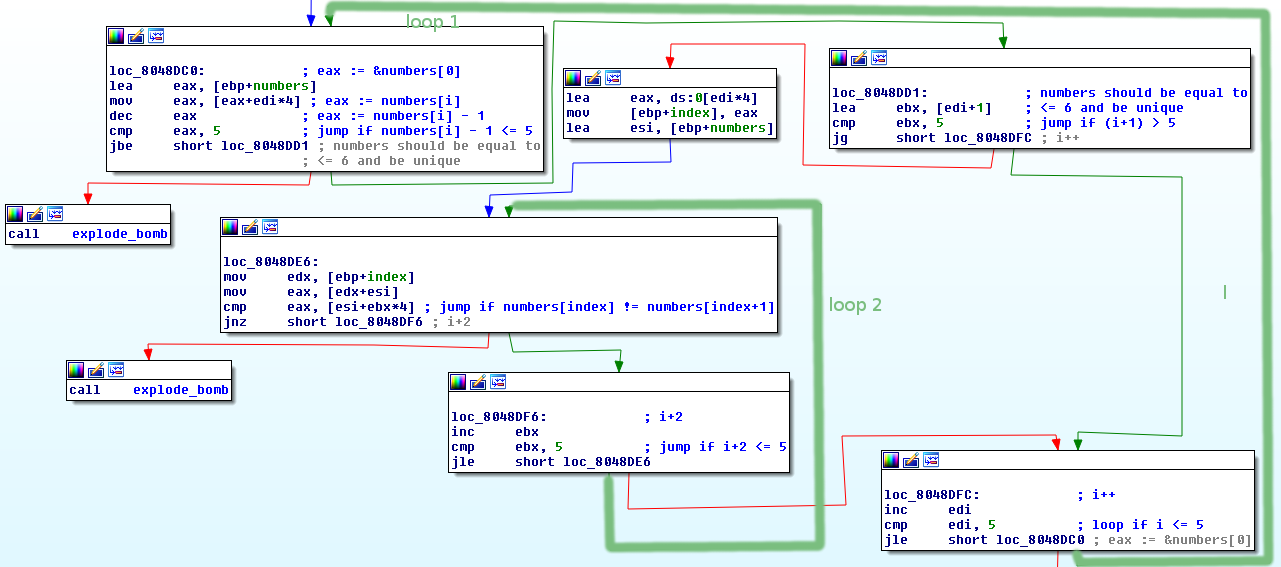 loop 1
loc_8048DC0: ; eax := &numbers[0]
lea eax, [ebp+numbers]
mov eax, [eax+edi*4] ; eax := numbers[i]
dec eax ; eax := numbers[i] - 1
cmp eax, 5 ; jump if numbers[i] - 1 <= 5
jbe short loc_8048DD1 ; numbers should be equal to
; <= 6 and be unique
lea eax, ds:0[edi*4]
mov [ebp+index], eax
lea esi, [ebp+numbers]
loc_8048DD1: ; numbers should be equal to
lea ebx, [edi+1] ; <= 6 and be unique
cmp ebx, 5 ; jump if (i+1) > 5
jg short loc_8048DFC ; i++
call explode_bomb
loc_8048DE6:
mov edx, [ebp+index]
mov eax, [edx+esi]
cmp eax, [esi+ebx*4] ; jump if numbers[index] != numbers[index+1]
jnz short loc_8048DF6 ; i+2
loop 2
l
call explode_bomb
loc_8048DF6: ; i+2
inc ebx
cmp ebx, 5 ; jump if i+2 <= 5
jle short loc_8048DE6
loc_8048DFC: ; i++
inc edi
cmp edi, 5 ; loop if i <= 5
jle short loc_8048DC0 ; eax := &numbers[0]